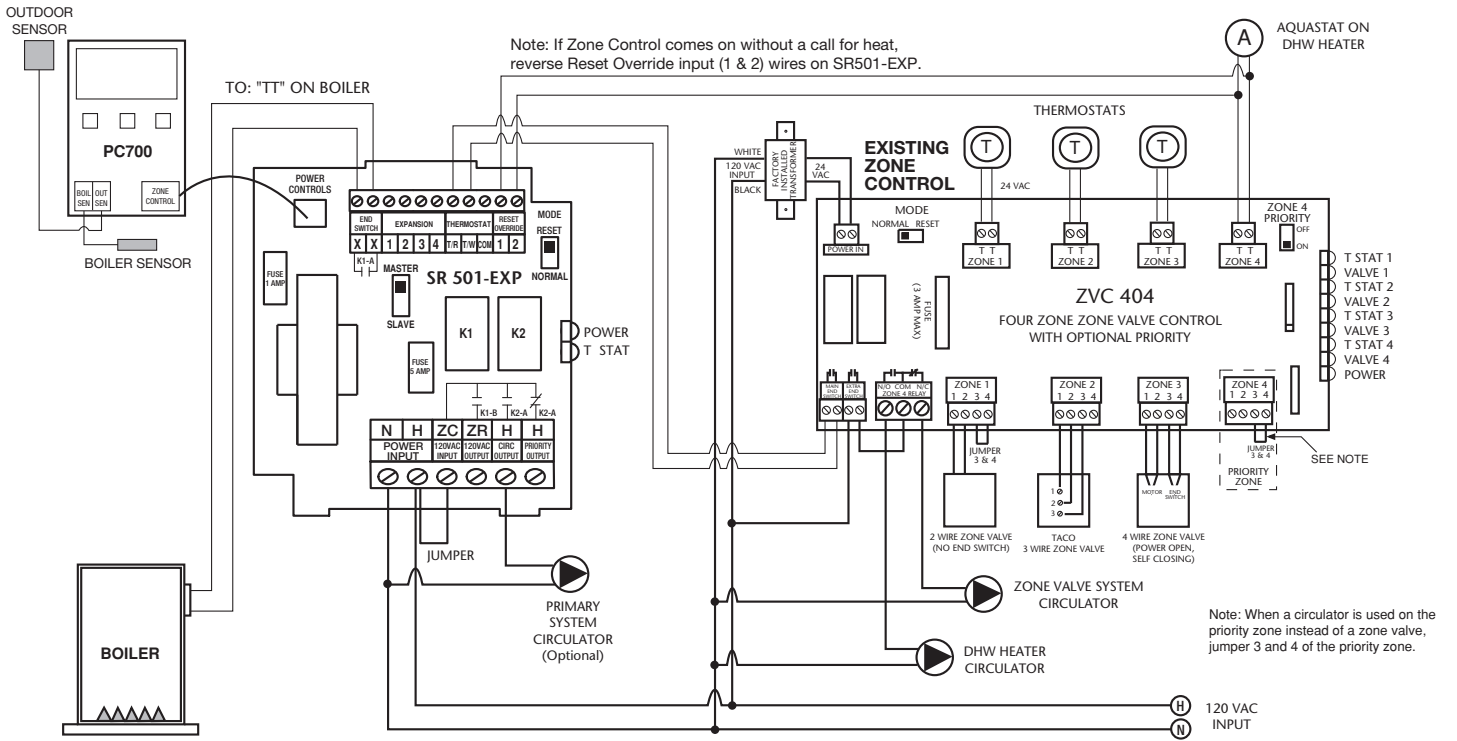 OUTDOOR
SENSOR
PC700
BOIL
SEN
OUT
SEN
ZONE
CONTROL
BOILER SENSOR
TO: "TT" ON BOILER
Note: If Zone Control comes on without a call for heat,
reverse Reset Override input (1 & 2) wires on SR501-EXP.
A
AQUASTAT ON
DHW HEATER
POWER
CONTROLS
END
SWITCH
EXPANSION
THERMOSTAT
RESET
OVERRIDE
X X 1 2 3 4 T/R T/W COM 1 2
K1-A
MODE
RESET
NORMAL
FUSE
1 AMP
MASTER
SLAVE
SR 501-EXP
K1
K2
FUSE
5 AMP
POWER
T STAT
K1-B
K2-A
K2-A
N H ZC ZR H H
POWER
INPUT
120VAC
INPUT
120VAC
OUTPUT
CIRC
OUTPUT
PRIORITY
OUTPUT
JUMPER
PRIMARY
SYSTEM
CIRCULATOR
(Optional)
BOILER
WHITE
120 VAC
INPUT
BLACK
FACTORY
INSTALLED
TRANSFORMER
24
VAC
EXISTING
ZONE
CONTROL
THERMOSTATS
T
T
T
24 VAC
POWER IN
MODE
NORMAL RESET
T T
ZONE 1
T T
ZONE 2
T T
ZONE 3
T T
ZONE 4
ZONE 4
PRIORITY
OFF
ON
FUSE
(3 AMP MAX)
ZVC 404
FOUR ZONE ZONE VALVE CONTROL
WITH OPTIONAL PRIORITY
T STAT 1
VALVE 1
T STAT 2
VALVE 2
T STAT 3
VALVE 3
T STAT 4
VALVE 4
POWER
MAIN
END
SWITCH
EXTRA
END
SWITCH
N/O COM N/C
ZONE 4 RELAY
ZONE 1
1 2 3 4
ZONE 2
1 2 3 4
ZONE 3
1 2 3 4
ZONE 4
1 2 3 4
JUMPER
3 & 4
JUMPER
3 & 4
PRIORITY
ZONE
SEE NOTE
1
2
3
MOTOR
END
SWITCH
2 WIRE ZONE VALVE
(NO END SWITCH)
TACO
3 WIRE ZONE VALVE
4 WIRE ZONE VALVE
(POWER OPEN,
SELF CLOSING)
ZONE VALVE SYSTEM
CIRCULATOR
DHW HEATER
CIRCULATOR
Note: When a circulator is used on the
priority zone instead of a zone valve,
jumper 3 and 4 of the priority zone.
H
N
120 VAC
INPUT